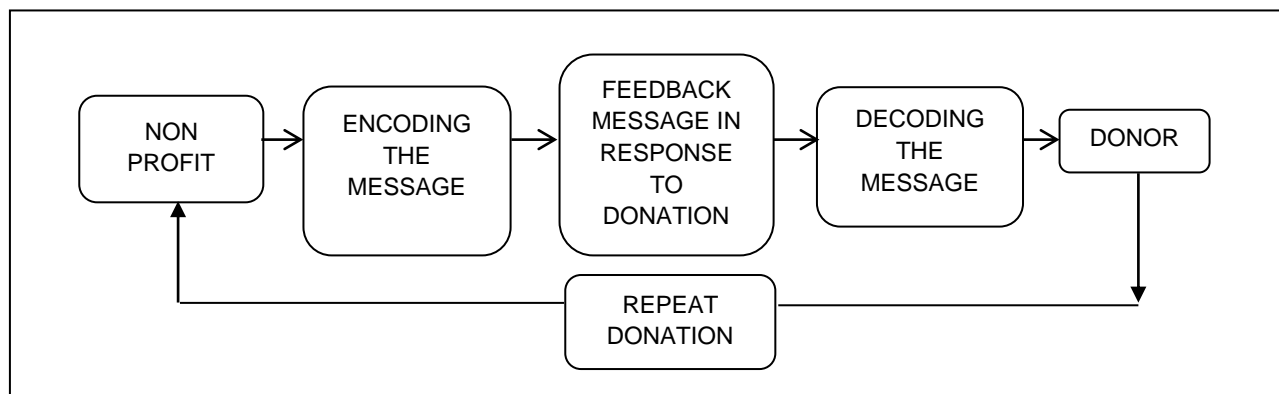 NON
PROFIT
ENCODING
THE
MESSAGE
FEEDBACK
MESSAGE IN
RESPONSE
TO
DONATION
DECODING
THE
MESSAGE
DONOR
REPEAT
DONATION